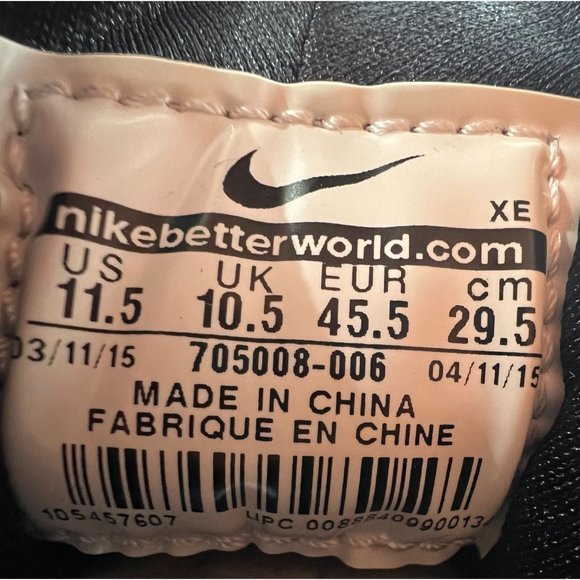 XE
nikebetterworld.com
US UK EUR cm
11.5 10.5 45.5 29.5
03/11/15 705008-006 04/11/15
MADE IN CHINA
FABRIQUE EN CHINE
105457607 UPC